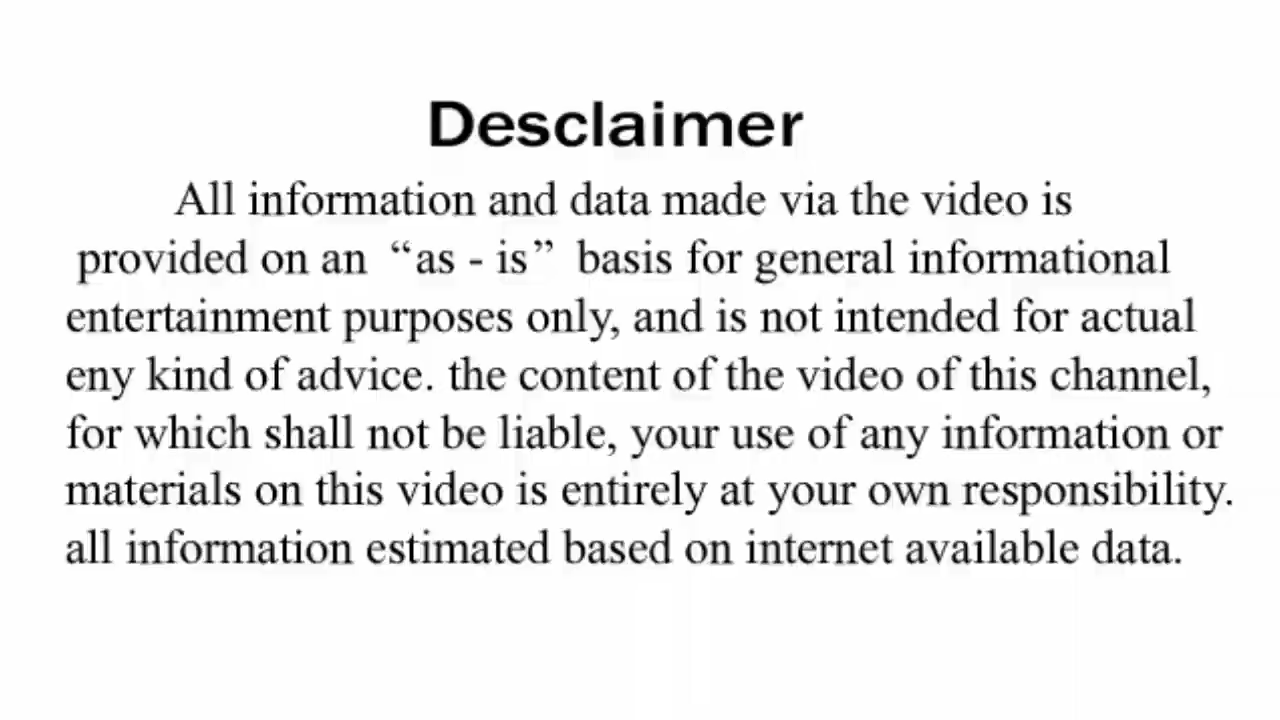 Desclaimer
All information and data made via the video is
provided on an “as - is” basis for general informational
entertainment purposes only, and is not intended for actual
eny kind of advice. the content of the video of this channel,
for which shall not be liable, your use of any information or
materials on this video is entirely at your own responsibility.
all information estimated based on internet available data.